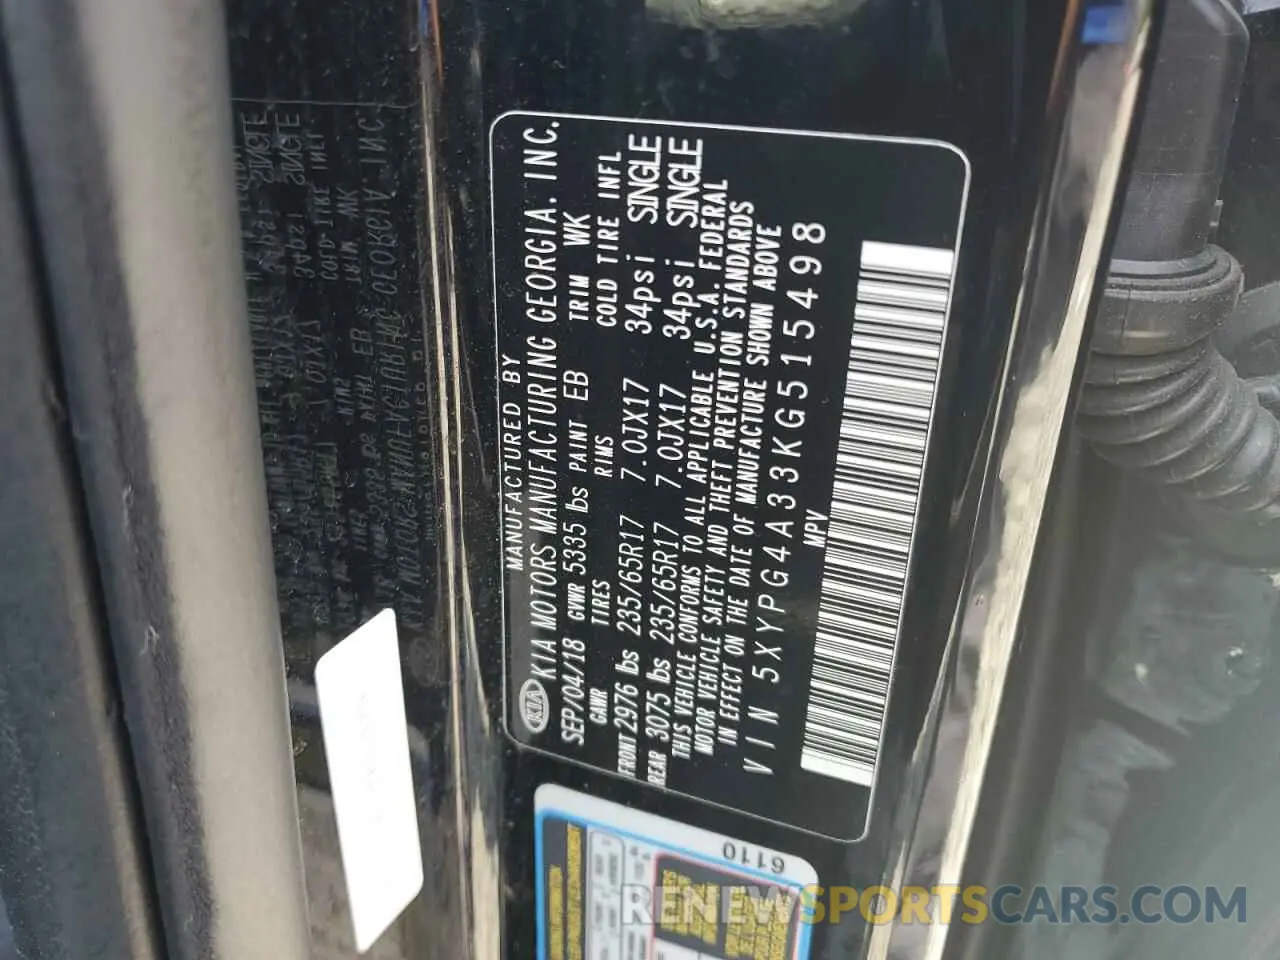 MANUFACTURED BY
KIA KIA MOTORS MANUFACTURING GEORGIA. INC.
SEP/04/18 GVWR 5335 lbs PAINT EB TRIM WK
GAWR TIRES RIMS COLD TIRE INFL
FRONT 2976 lbs 235/65R17 7.0JX17 34psi SINGLE
REAR 3075 lbs 235/65R17 7.0JX17 34psi SINGLE
THIS VEHICLE CONFORMS TO ALL APPLICABLE U.S.A. FEDERAL
MOTOR VEHICLE SAFETY AND THEFT PREVENTION STANDARDS
IN EFFECT ON THE DATE OF MANUFACTURE SHOWN ABOVE
VIN 5XYPG4A33KG515498
MPV
6110
RENEWSPORTSCARS.COM